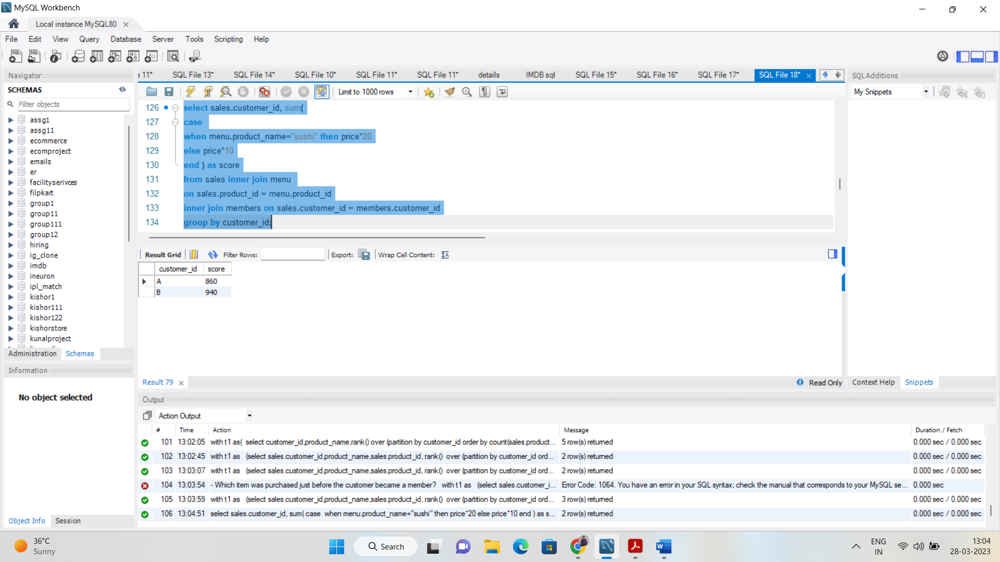 MySQL Workbench
Local instance MySQL80
File Edit View Query Database Server Tools Scripting Help
Navigator
SCHEMAS
Filter objects
assg1
assg11
ecommerce
ecomproject
emails
er
facilityserivces
filpkart
group1
group11
group111
group12
hiring
ig_clone
imdb
ineuron
ipl_match
kishor1
kishor111
kishor122
kishorstore
kunalproject
Administration Schemas
Information
No object selected
Object Info Session
11* SQL File 13* SQL File 14* SQL File 10* SQL File 11* SQL File 11* details IMDB sql SQL File 15* SQL File 16* SQL File 17* SQL File 18*
Limit to 1000 rows
126 select sales.customer_id, sum(
127 case
128 when menu.product_name="sushi" then price*20
129 else price*10
130 end ) as score
131 from sales inner join menu
132 on sales.product_id = menu.product_id
133 inner join members on sales.customer_id = members.customer_id
134 group by customer_id;
Result Grid Filter Rows: Export: Wrap Cell Content:
customer_id score
A 860
B 940
Result 79 Read Only
SQLAdditions
My Snippets
Context Help Snippets
Output
Action Output
# Time Action Message Duration / Fetch
101 13:02:05 with t1 as( select customer_id,product_name,rank() over (partition by customer_id order by count(sales.product... 5 row(s) returned 0.000 sec / 0.000 sec
102 13:02:45 with t1 as (select sales.customer_id,product_name,sales.product_id, rank() over (partition by customer_id ord... 2 row(s) returned 0.000 sec / 0.000 sec
103 13:03:07 with t1 as (select sales.customer_id,product_name,sales.product_id, rank() over (partition by customer_id ord... 2 row(s) returned 0.000 sec / 0.000 sec
104 13:03:54 - Which item was purchased just before the customer became a member? with t1 as (select sales.customer_i... Error Code: 1064. You have an error in your SQL syntax; check the manual that corresponds to your MySQL se... 0.000 sec
105 13:03:59 with t1 as (select sales.customer_id,product_name,sales.product_id, rank() over (partition by customer_id ord... 3 row(s) returned 0.000 sec / 0.000 sec
106 13:04:51 select sales.customer_id, sum( case when menu.product_name="sushi" then price*20 else price*10 end ) as s... 2 row(s) returned 0.000 sec / 0.000 sec
36°C
Sunny
Search
ENG
IN
13:04
28-03-2023